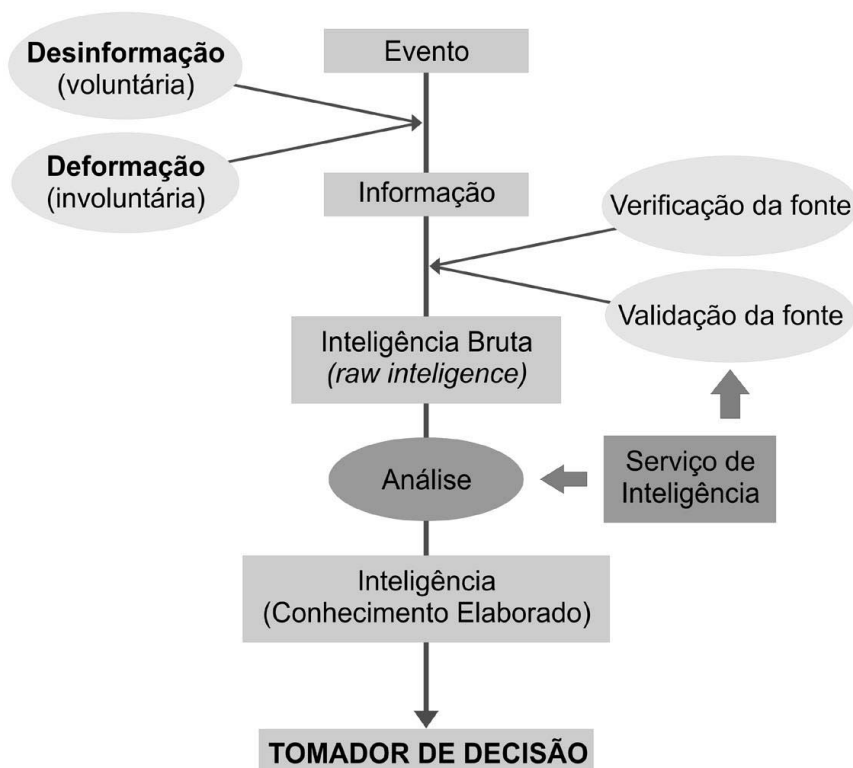 Desinformação
(voluntária)
Evento
Deformação
(involuntária)
Informação
Verificação da fonte
Validação da fonte
Inteligência Bruta
(raw inteligence)
Análise
Serviço de
Inteligência
Inteligência
(Conhecimento Elaborado)
TOMADOR DE DECISÃO